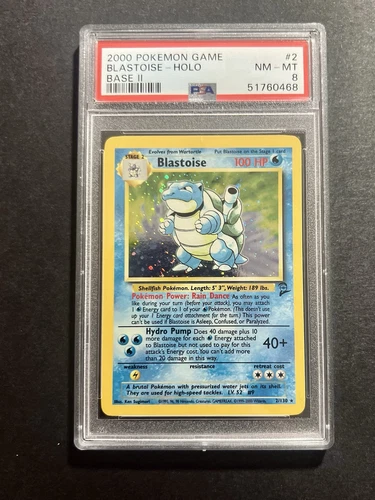 2000 POKEMON GAME #2
BLASTOISE - HOLO NM - MT
BASE II 8
PSA 51760468
Evolves from Wartortle Put Blastoise on the Stage 1 card
STAGE 2
Blastoise 100 HP
Shellfish Pokémon. Length: 5' 3", Weight: 189 lbs.
Pokémon Power: Rain Dance As often as you
like during your turn (before your attack), you may attach
1 Energy card to 1 of your Pokémon. (This doesn't use up
your 1 Energy card attachment for the turn.) This power
can't be used if Blastoise is Asleep, Confused, or Paralyzed.
Hydro Pump Does 40 damage plus 10
more damage for each Energy attached
to Blastoise but not used to pay for this
attack's Energy cost. You can't add more
than 20 damage in this way.
40+
weakness resistance retreat cost
A brutal Pokémon with pressurized water jets on its shell.
They are used for high-speed tackles. LV. 52 #9
Illus. Ken Sugimori
2/130